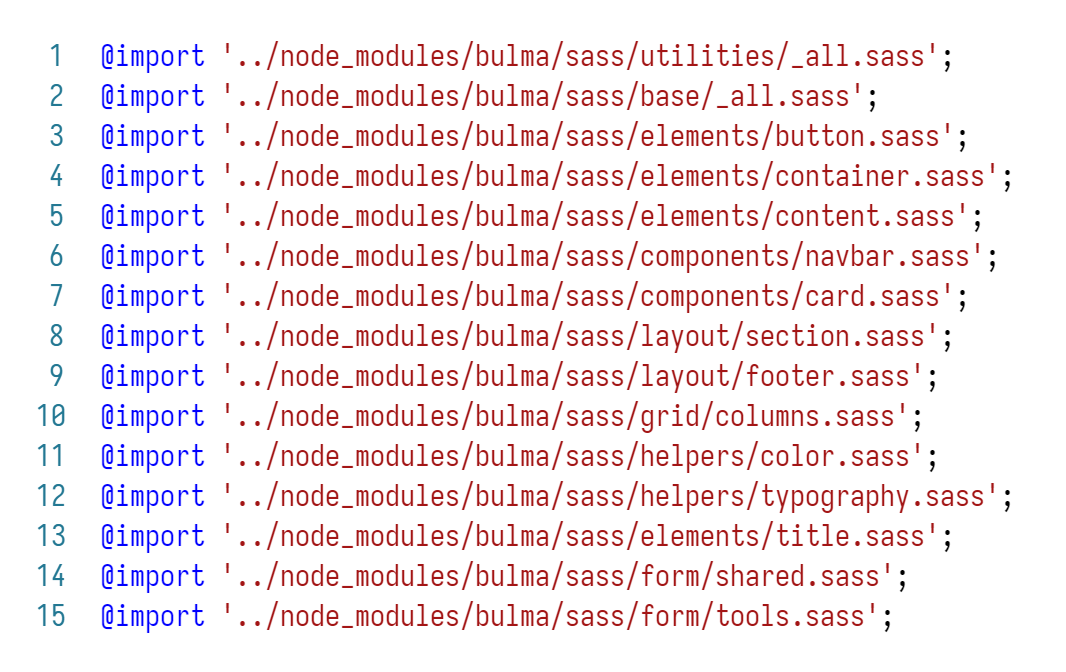 1 @import '../node_modules/bulma/sass/utilities/_all.sass';
2 @import '../node_modules/bulma/sass/base/_all.sass';
3 @import '../node_modules/bulma/sass/elements/button.sass';
4 @import '../node_modules/bulma/sass/elements/container.sass';
5 @import '../node_modules/bulma/sass/elements/content.sass';
6 @import '../node_modules/bulma/sass/components/navbar.sass';
7 @import '../node_modules/bulma/sass/components/card.sass';
8 @import '../node_modules/bulma/sass/layout/section.sass';
9 @import '../node_modules/bulma/sass/layout/footer.sass';
10 @import '../node_modules/bulma/sass/grid/columns.sass';
11 @import '../node_modules/bulma/sass/helpers/color.sass';
12 @import '../node_modules/bulma/sass/helpers/typography.sass';
13 @import '../node_modules/bulma/sass/elements/title.sass';
14 @import '../node_modules/bulma/sass/form/shared.sass';
15 @import '../node_modules/bulma/sass/form/tools.sass';